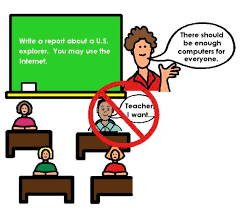 Write a report about a U.S.
explorer. You may use the
Internet.
There should
be enough
computers for
everyone.
Teacher,
I want...